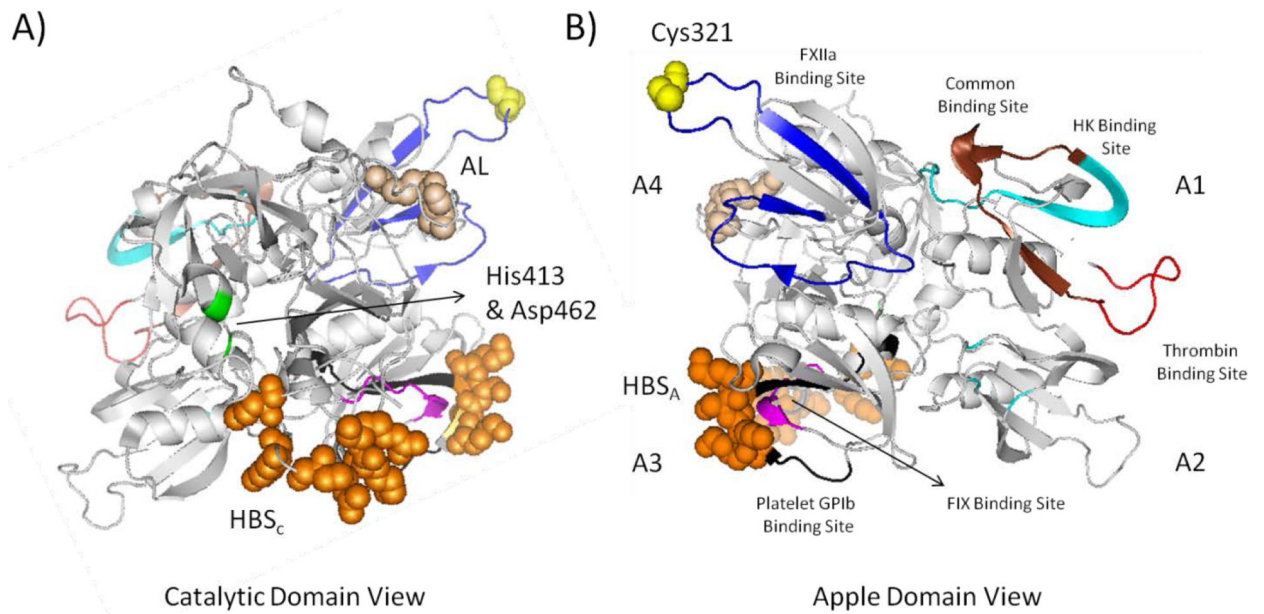 A)
AL
His413
& Asp462
HBSc
Catalytic Domain View
B)
Cys321
FXIIa
Binding Site
Common
Binding Site
HK Binding
Site
A4
A1
HBSA
Thrombin
Binding Site
A3
A2
Platelet GPIb
Binding Site
FIX Binding Site
Apple Domain View